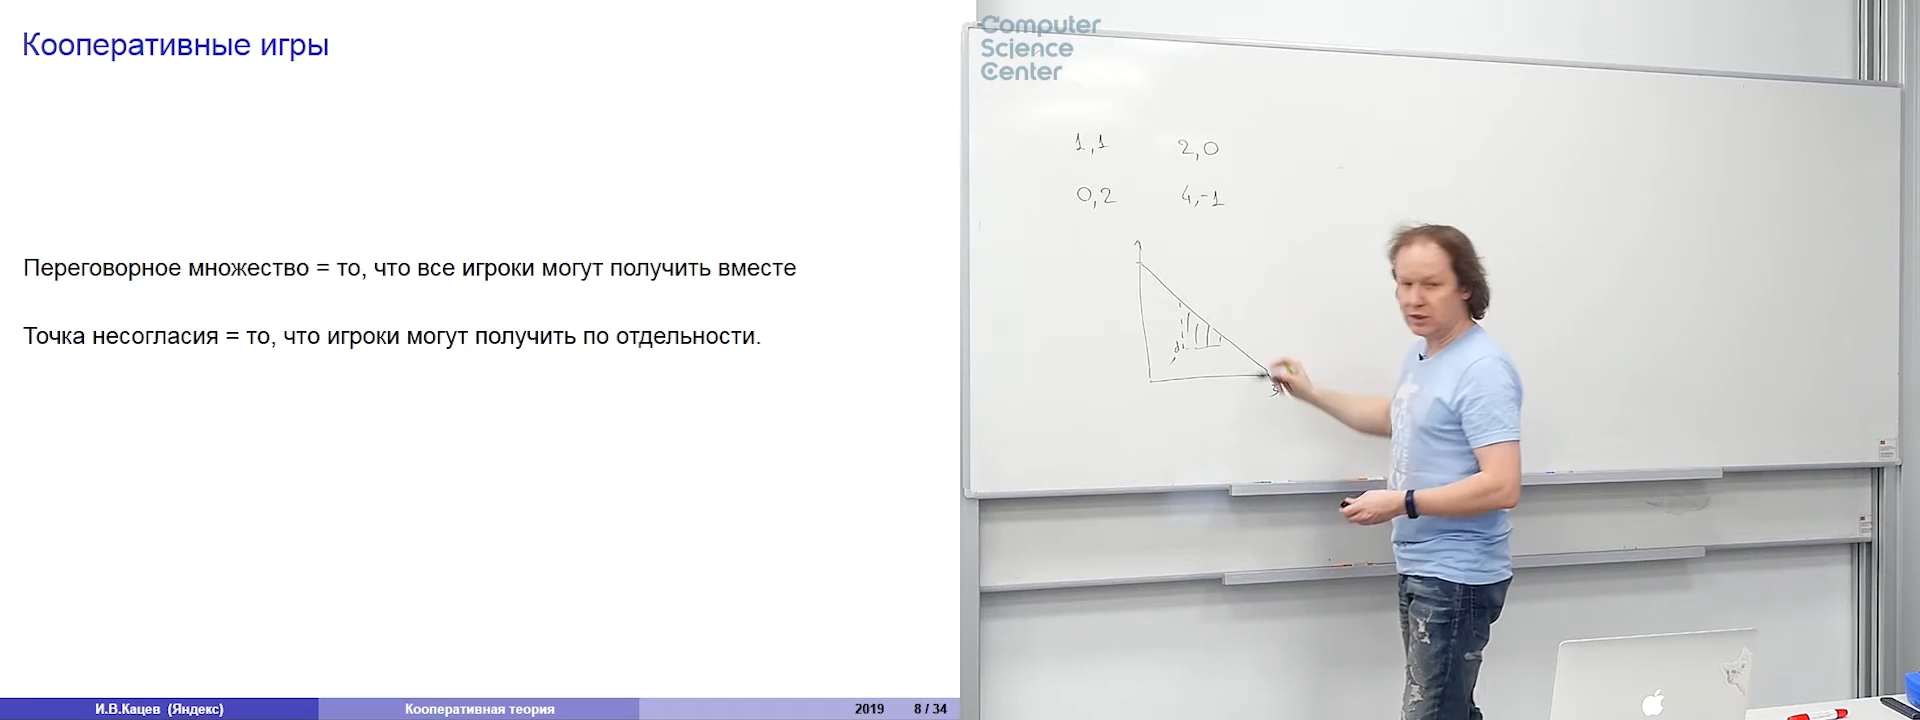 Кооперативные игры
Переговорное множество = то, что все игроки могут получить вместе
Точка несогласия = то, что игроки могут получить по отдельности.
И.В.Кацев (Яндекс)
Кооперативная теория
2019
8 / 34
Computer
Science
Center
1,1 2,0
0,2 4,-1
d
3